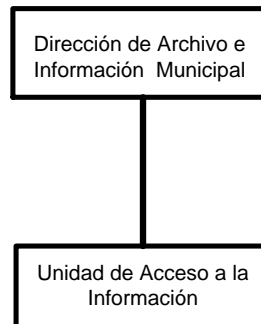 Dirección de Archivo e
Información Municipal
Unidad de Acceso a la
Información